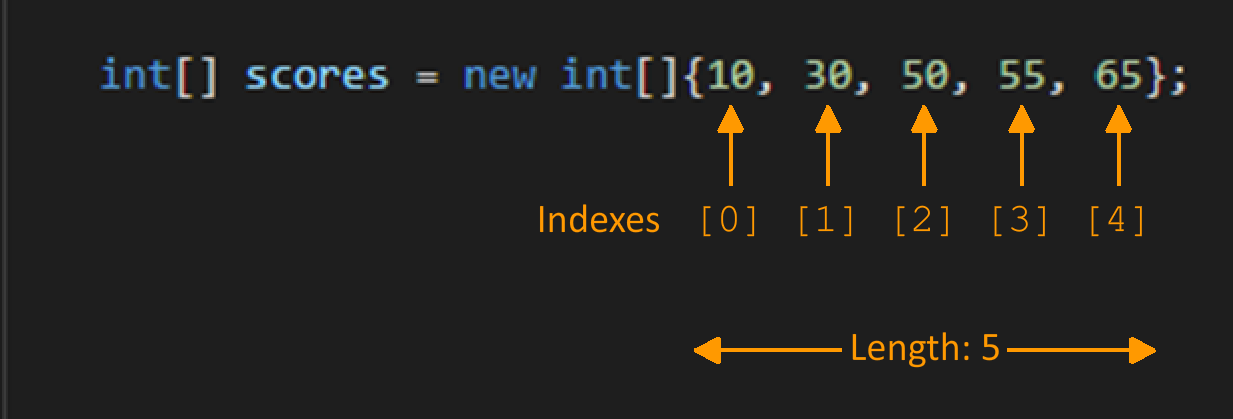 int[] scores = new int[]{10, 30, 50, 55, 65};
Indexes [0] [1] [2] [3] [4]
Length: 5